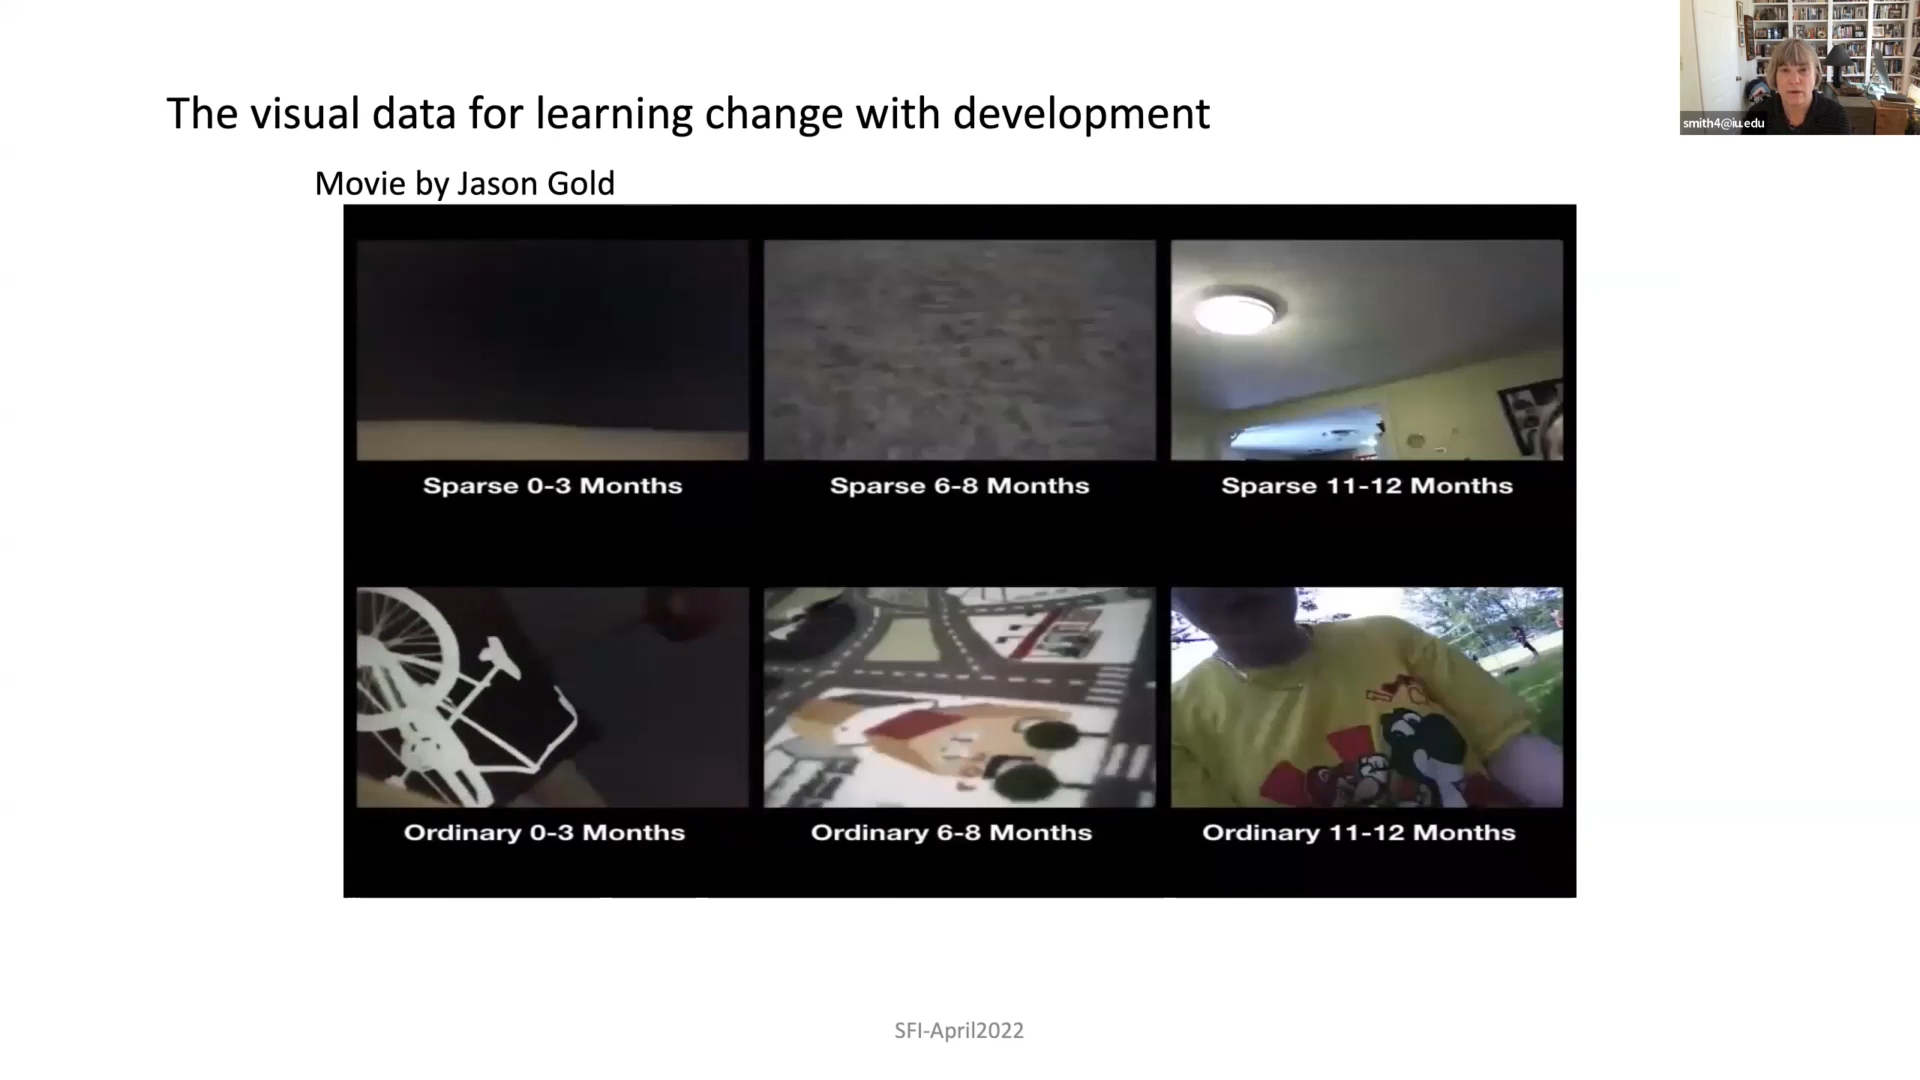 The visual data for learning change with development
smith4@iu.edu
Movie by Jason Gold
Sparse 0-3 Months
Sparse 6-8 Months
Sparse 11-12 Months
Ordinary 0-3 Months
Ordinary 6-8 Months
Ordinary 11-12 Months
SFI-April2022